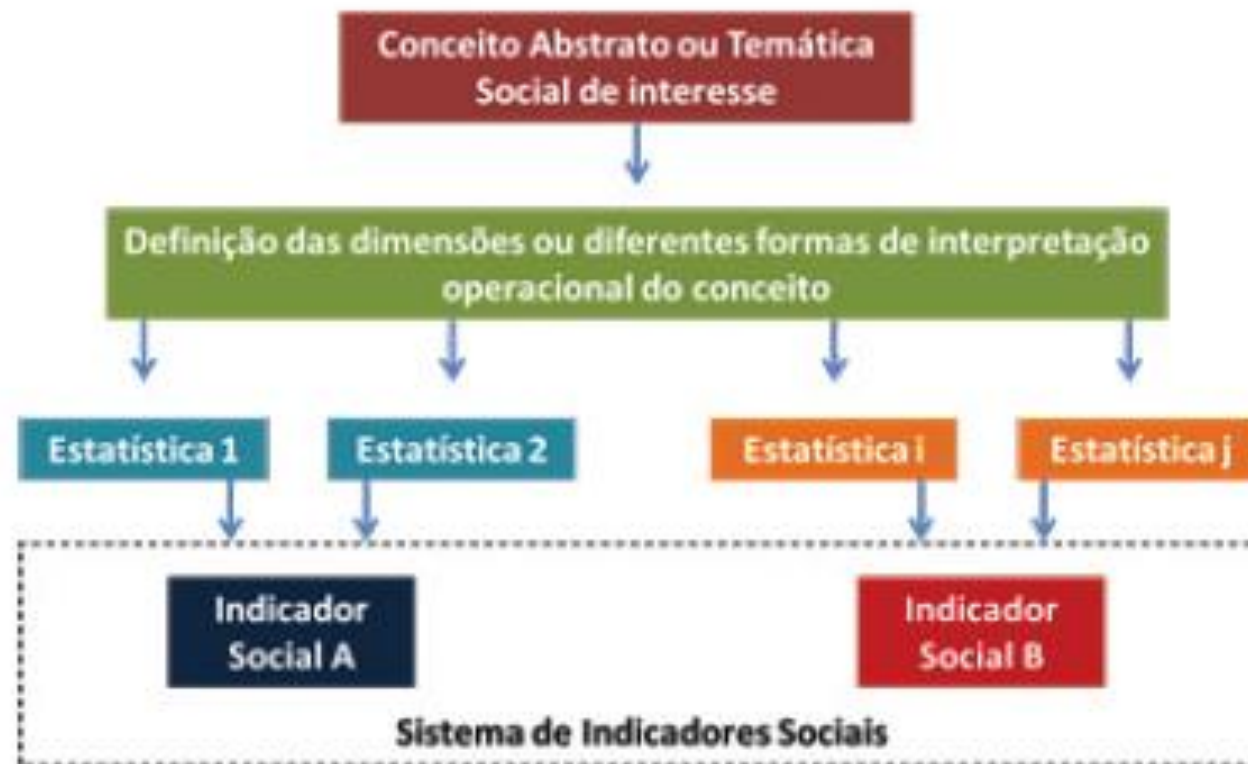 Conceito Abstrato ou Temática
Social de interesse
Definição das dimensões ou diferentes formas de interpretação
operacional do conceito
Estatística 1
Estatística 2
Estatística i
Estatística j
Indicador
Social A
Indicador
Social B
Sistema de Indicadores Sociais